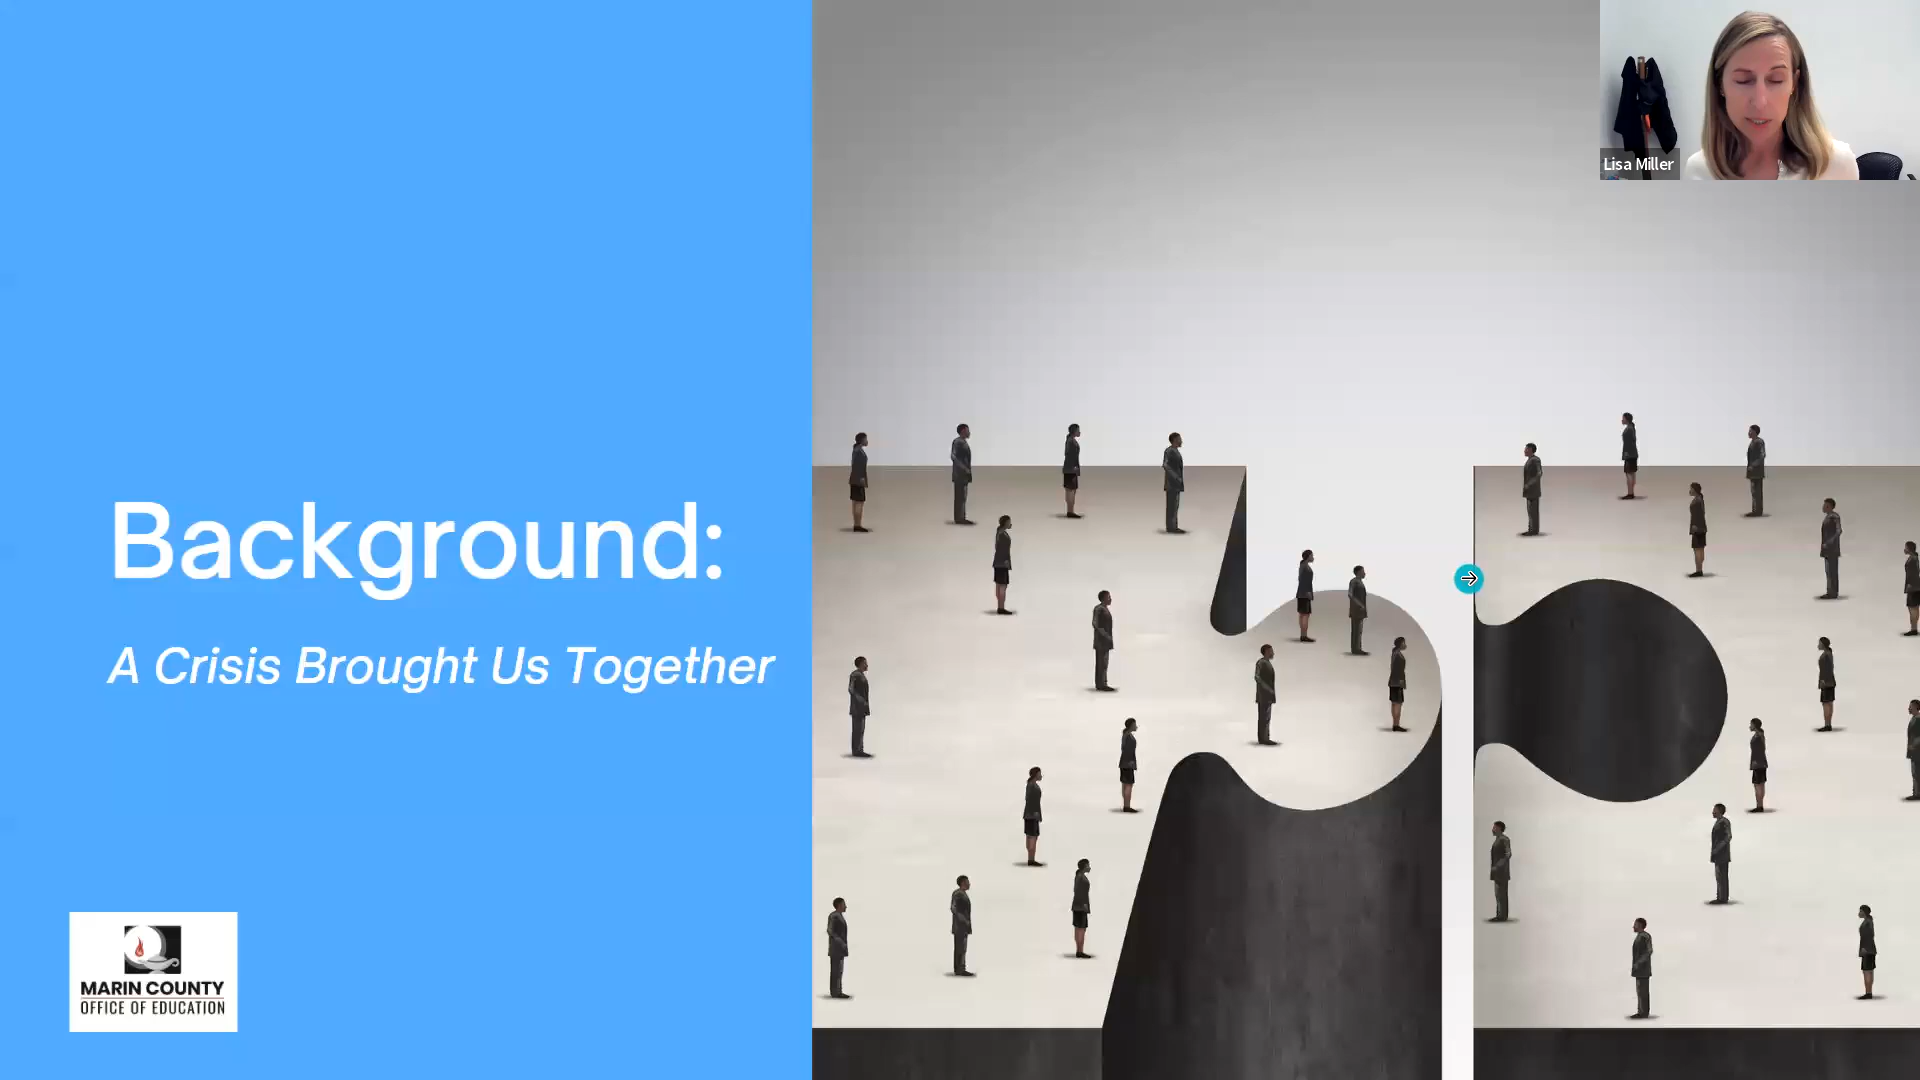 Lisa Miller
Background:
A Crisis Brought Us Together
MARIN COUNTY
OFFICE OF EDUCATION